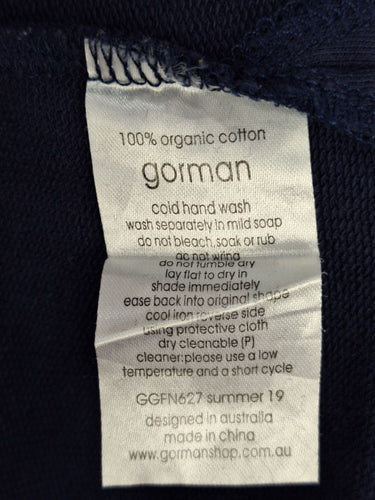 100% organic cotton
gorman
cold hand wash
wash separately in mild soap
do not bleach, soak or rub
do not wring
do not tumble dry
lay flat to dry in
shade immediately
ease back into original shape
cool iron reverse side
using protective cloth
dry cleanable (P)
cleaner: please use a low
temperature and a short cycle
GGFN627 summer 19
designed in australia
made in china
www.gormanshop.com.au